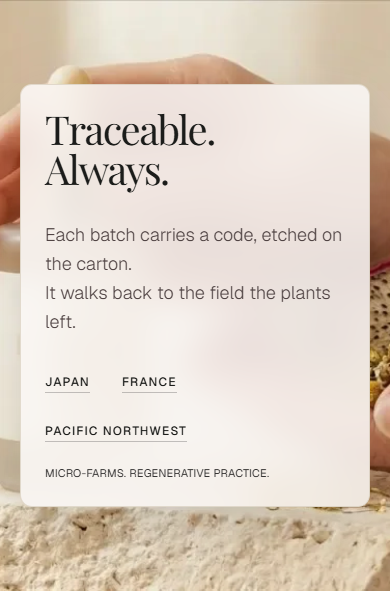 Traceable.
Always.
Each batch carries a code, etched on
the carton.
It walks back to the field the plants
left.
JAPAN FRANCE
PACIFIC NORTHWEST
MICRO-FARMS. REGENERATIVE PRACTICE.